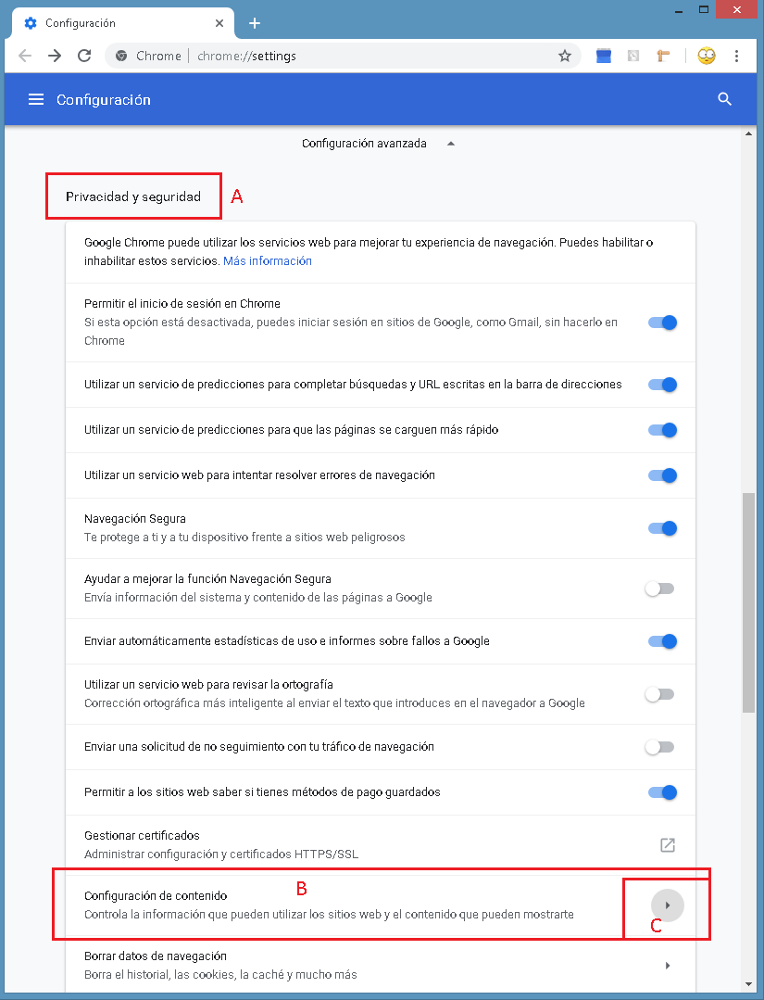 Configuración
Chrome
chrome://settings
Configuración
Configuración avanzada
Privacidad y seguridad
A
Google Chrome puede utilizar los servicios web para mejorar tu experiencia de navegación. Puedes habilitar o
inhabilitar estos servicios. Más información
Permitir el inicio de sesión en Chrome
Si esta opción está desactivada, puedes iniciar sesión en sitios de Google, como Gmail, sin hacerlo en
Chrome
Utilizar un servicio de predicciones para completar búsquedas y URL escritas en la barra de direcciones
Utilizar un servicio de predicciones para que las páginas se carguen más rápido
Utilizar un servicio web para intentar resolver errores de navegación
Navegación Segura
Te protege a ti y a tu dispositivo frente a sitios web peligrosos
Ayudar a mejorar la función Navegación Segura
Envía información del sistema y contenido de las páginas a Google
Enviar automáticamente estadísticas de uso e informes sobre fallos a Google
Utilizar un servicio web para revisar la ortografía
Corrección ortográfica más inteligente al enviar el texto que introduces en el navegador a Google
Enviar una solicitud de no seguimiento con tu tráfico de navegación
Permitir a los sitios web saber si tienes métodos de pago guardados
Gestionar certificados
Administrar configuración y certificados HTTPS/SSL
B
Configuración de contenido
Controla la información que pueden utilizar los sitios web y el contenido que pueden mostrarte
C
Borrar datos de navegación
Borra el historial, las cookies, la caché y mucho más